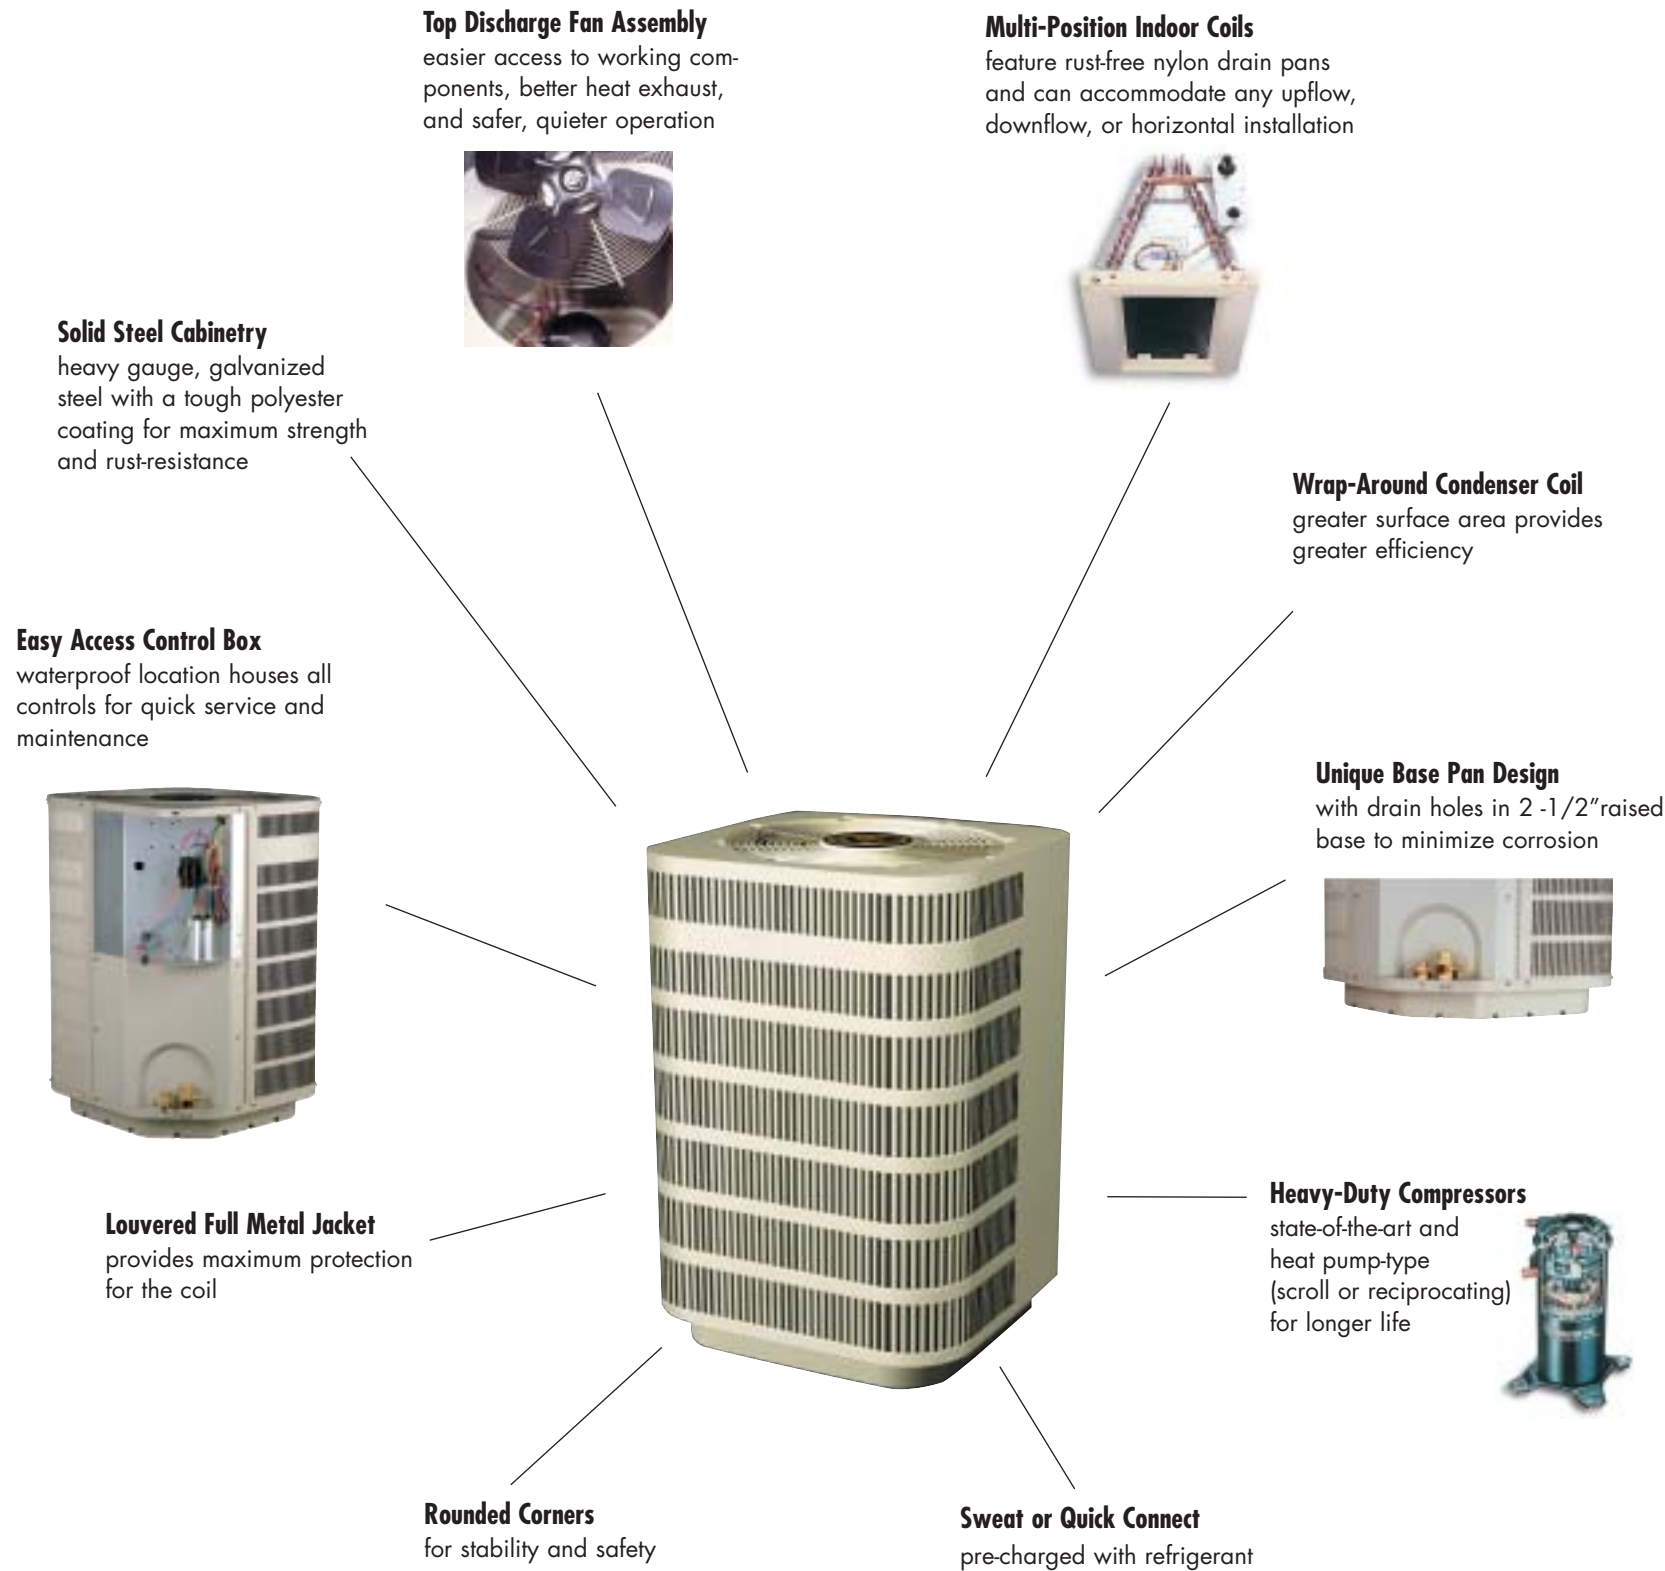 Top Discharge Fan Assembly
easier access to working com-
ponents, better heat exhaust,
and safer, quieter operation
Multi-Position Indoor Coils
feature rust-free nylon drain pans
and can accommodate any upflow,
downflow, or horizontal installation
Solid Steel Cabinetry
heavy gauge, galvanized
steel with a tough polyester
coating for maximum strength
and rust-resistance
Wrap-Around Condenser Coil
greater surface area provides
greater efficiency
Easy Access Control Box
waterproof location houses all
controls for quick service and
maintenance
Unique Base Pan Design
with drain holes in 2 -1/2”raised
base to minimize corrosion
Louvered Full Metal Jacket
provides maximum protection
for the coil
Heavy-Duty Compressors
state-of-the-art and
heat pump-type
(scroll or reciprocating)
for longer life
Rounded Corners
for stability and safety
Sweat or Quick Connect
pre-charged with refrigerant